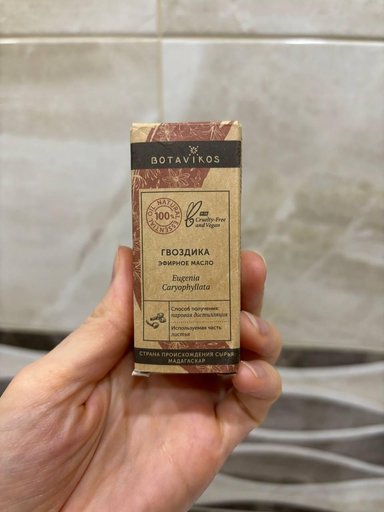 BOTAVIKOS
100% NATURAL ESSENTIAL OIL
Cruelty-Free
and Vegan
ГВОЗДИКА
ЭФИРНОЕ МАСЛО
Eugenia
Caryophyllata
Способ получения:
паровая дистилляция
Используемая часть:
листья
СТРАНА ПРОИСХОЖДЕНИЯ СЫРЬЯ:
МАДАГАСКАР